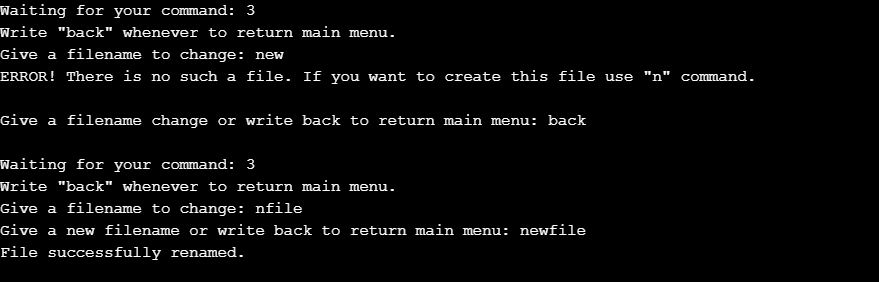 Waiting for your command: 3
Write "back" whenever to return main menu.
Give a filename to change: new
ERROR! There is no such a file. If you want to create this file use "n" command.
Give a filename change or write back to return main menu: back
Waiting for your command: 3
Write "back" whenever to return main menu.
Give a filename to change: nfile
Give a new filename or write back to return main menu: newfile
File successfully renamed.